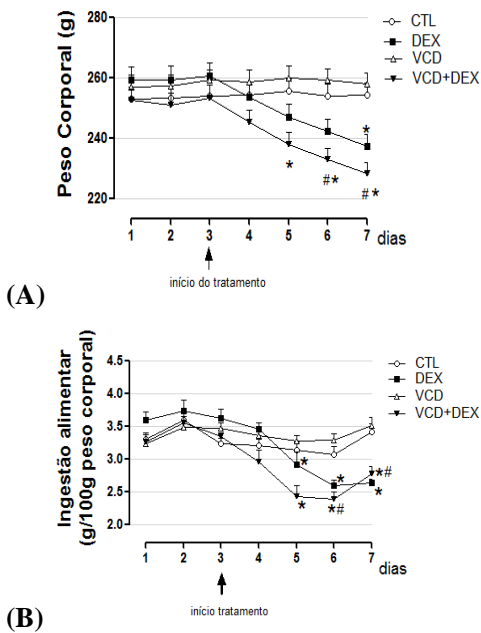 Peso Corporal (g)
280
260
240
220
CTL
DEX
VCD
VCD+DEX
*
*
#*
#*
1 2 3 4 5 6 7 dias
início do tratamento
(A)
Ingestão alimentar
(g/100g peso corporal)
4.5
4.0
3.5
3.0
2.5
2.0
CTL
DEX
VCD
VCD+DEX
*
*
*#
*
*
*#
1 2 3 4 5 6 7 dias
início tratamento
(B)